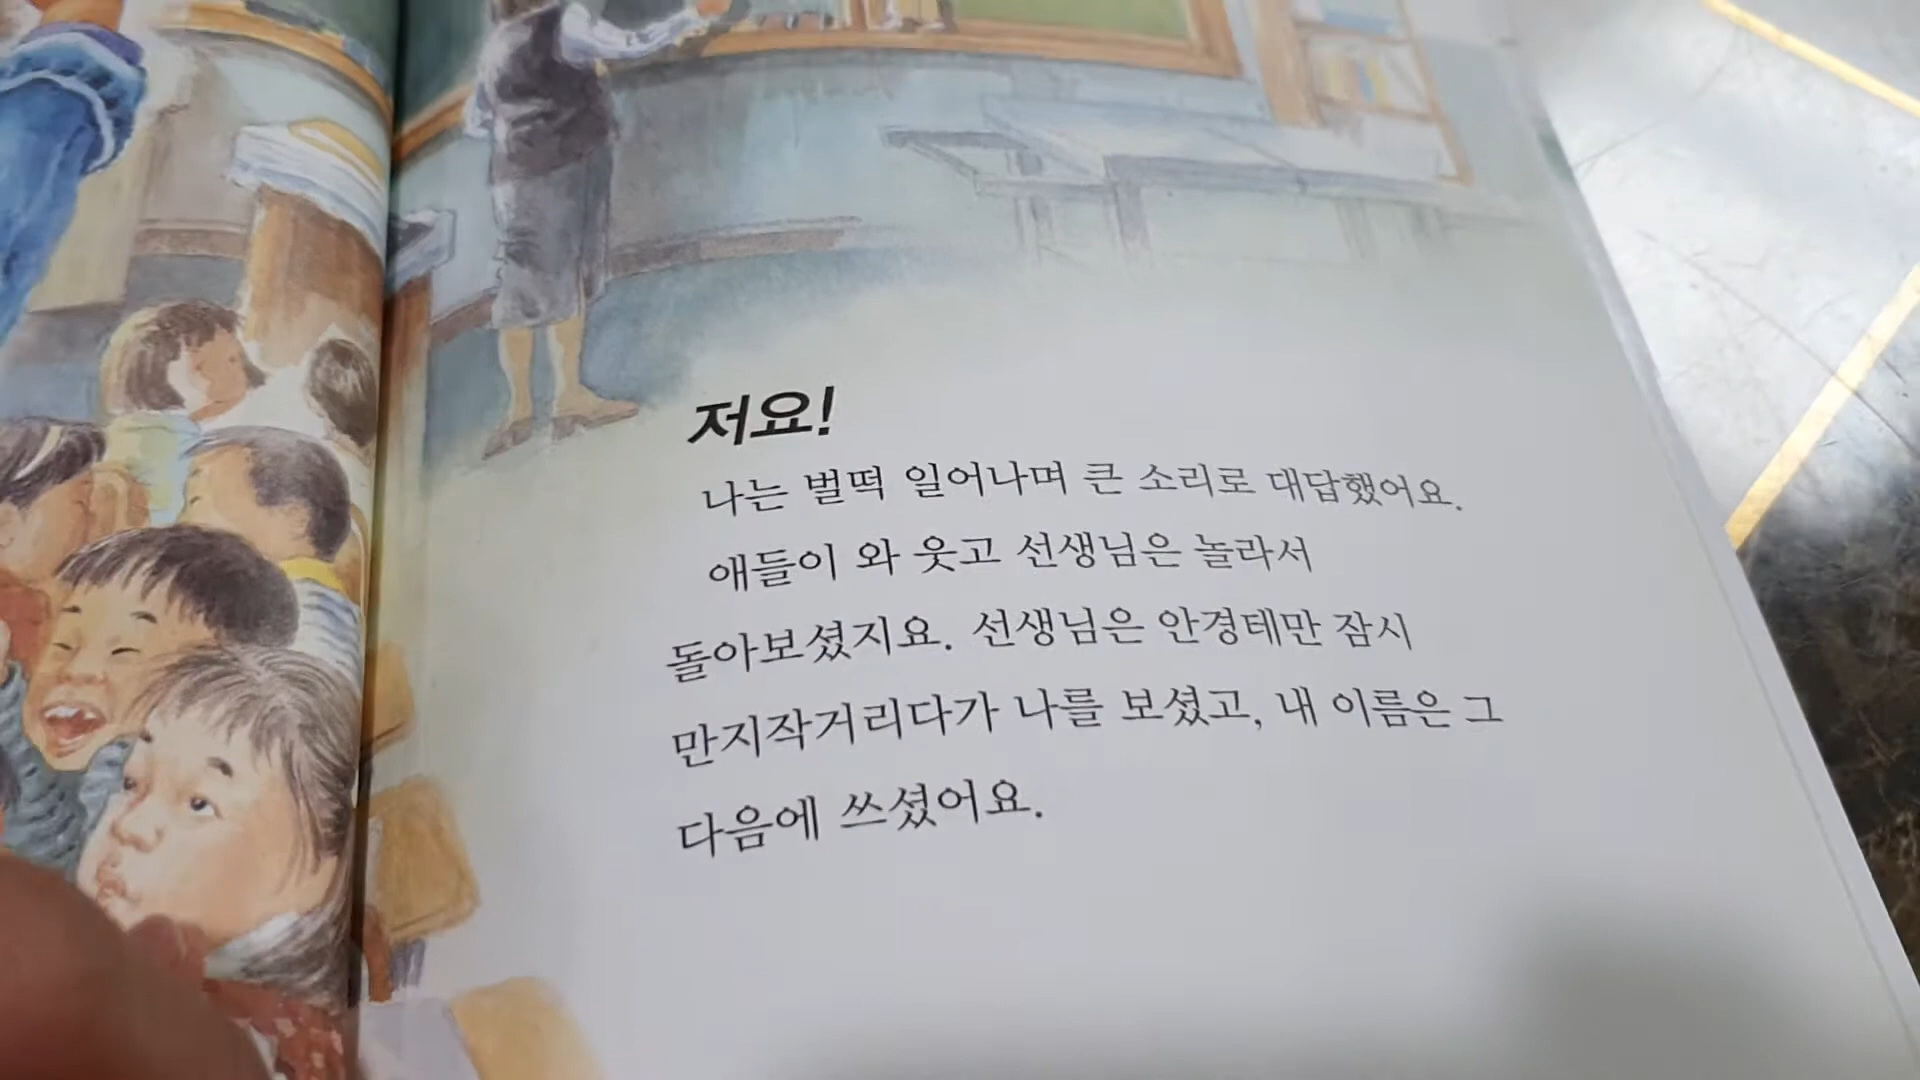 저요!
나는 벌떡 일어나며 큰 소리로 대답했어요.
애들이 와 웃고 선생님은 놀라서
돌아보셨지요. 선생님은 안경테만 잠시
만지작거리다가 나를 보셨고, 내 이름은 그
다음에 쓰셨어요.